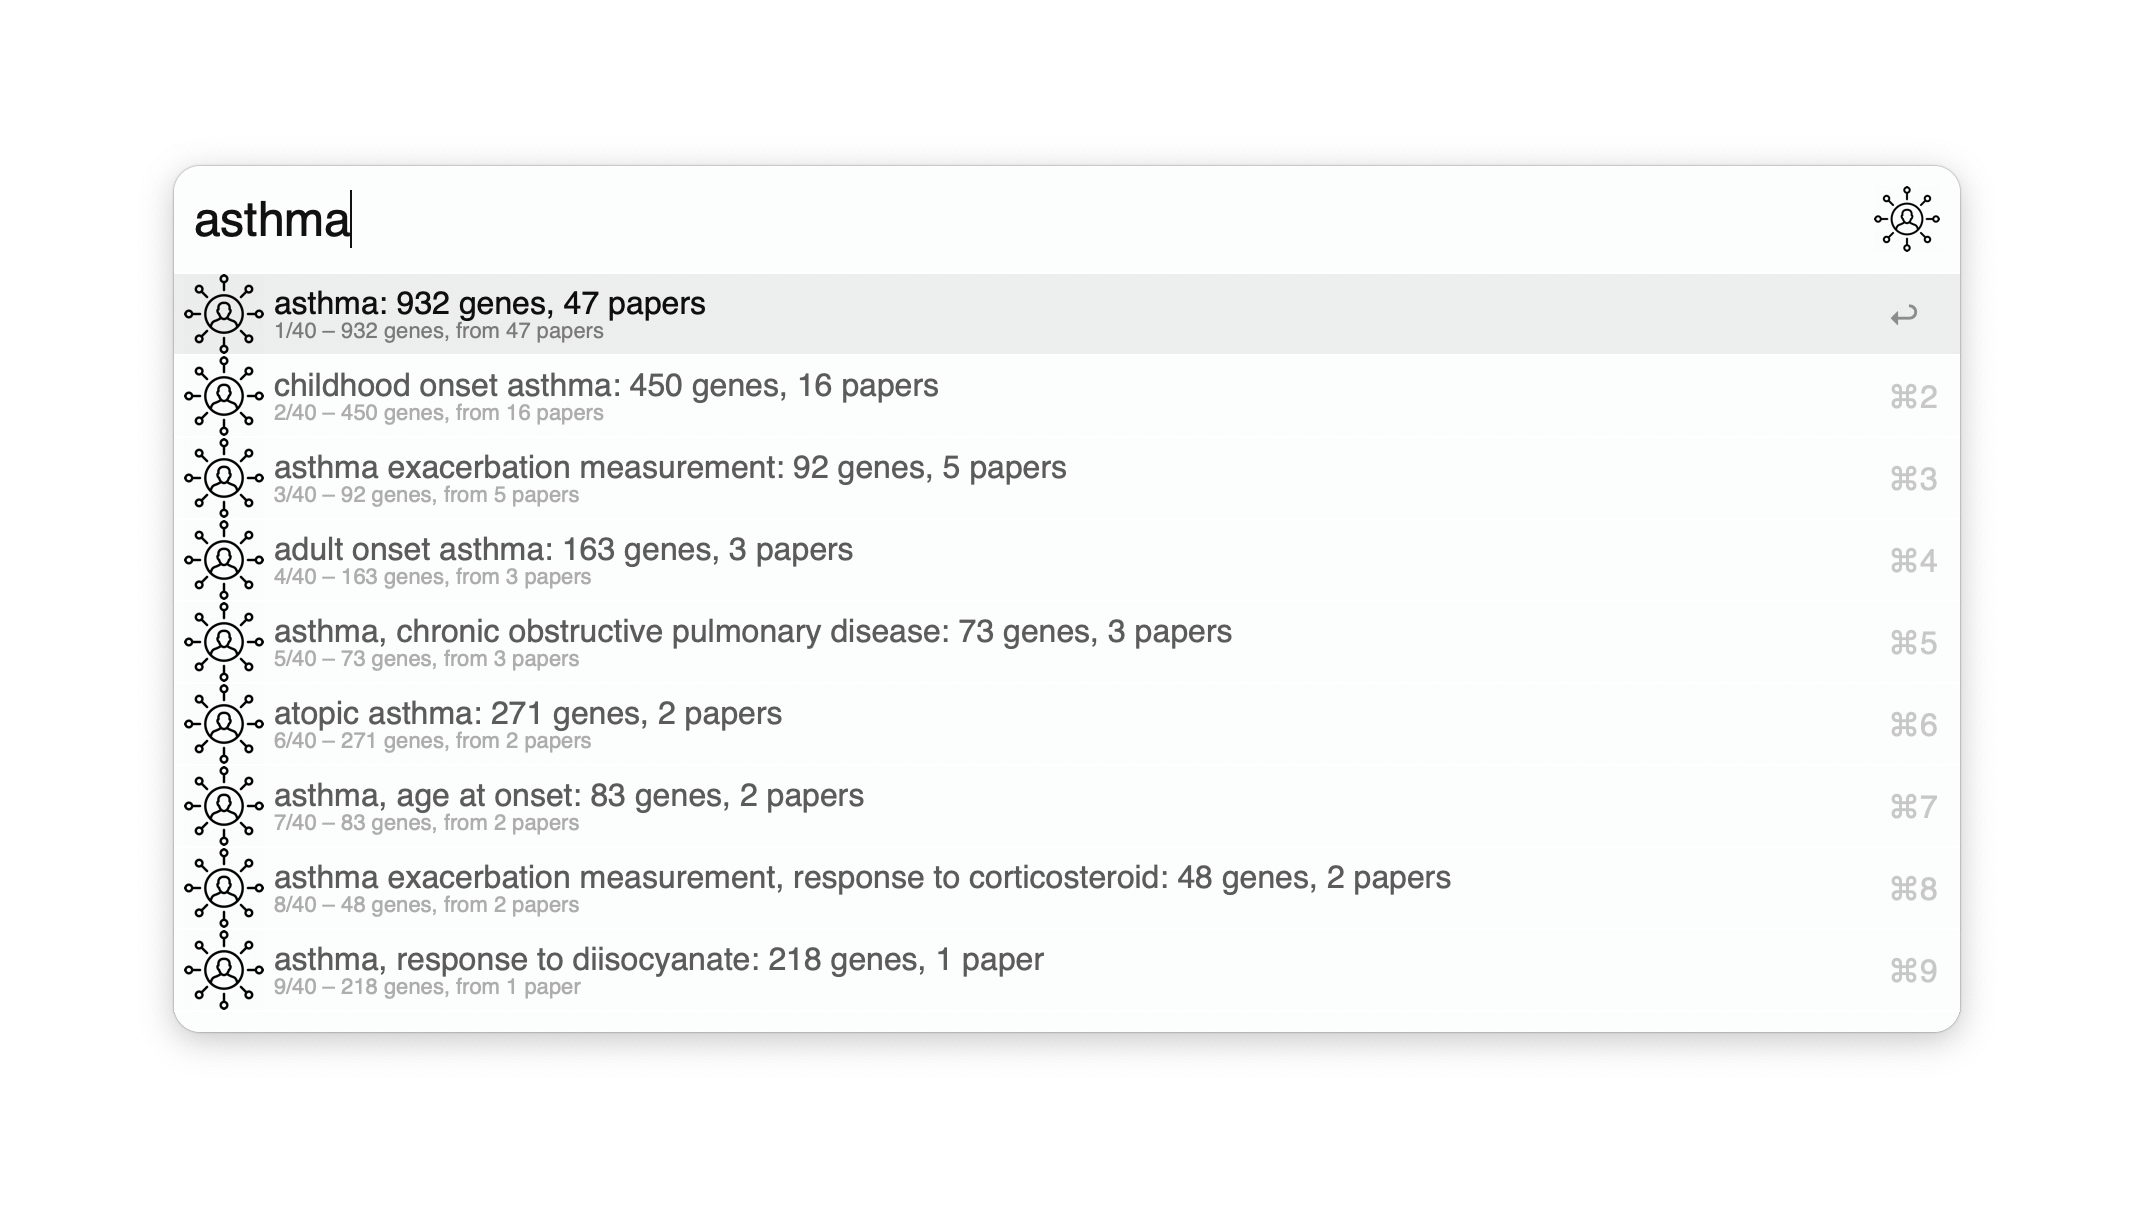 asthma
asthma: 932 genes, 47 papers
1/40 – 932 genes, from 47 papers
childhood onset asthma: 450 genes, 16 papers
2/40 – 450 genes, from 16 papers
⌘2
asthma exacerbation measurement: 92 genes, 5 papers
3/40 – 92 genes, from 5 papers
⌘3
adult onset asthma: 163 genes, 3 papers
4/40 – 163 genes, from 3 papers
⌘4
asthma, chronic obstructive pulmonary disease: 73 genes, 3 papers
5/40 – 73 genes, from 3 papers
⌘5
atopic asthma: 271 genes, 2 papers
6/40 – 271 genes, from 2 papers
⌘6
asthma, age at onset: 83 genes, 2 papers
7/40 – 83 genes, from 2 papers
⌘7
asthma exacerbation measurement, response to corticosteroid: 48 genes, 2 papers
8/40 – 48 genes, from 2 papers
⌘8
asthma, response to diisocyanate: 218 genes, 1 paper
9/40 – 218 genes, from 1 paper
⌘9